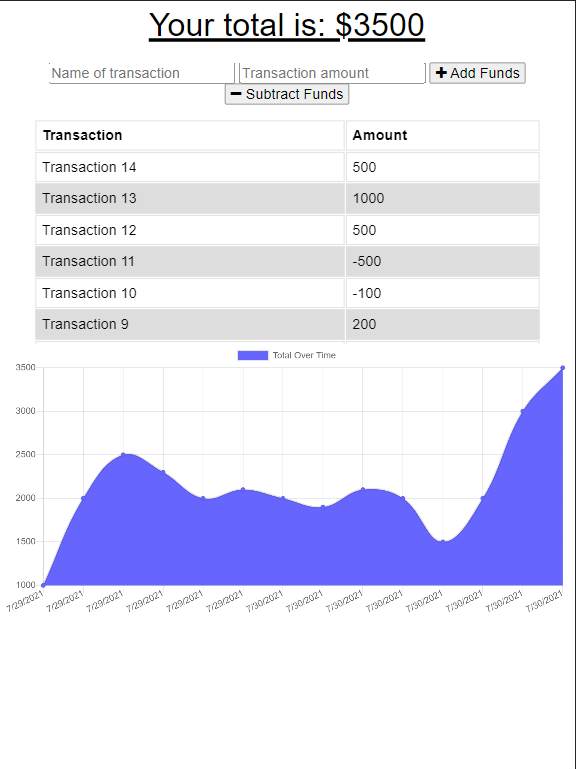 Your total is: $3500
Name of transaction Transaction amount + Add Funds
− Subtract Funds
Transaction Amount
Transaction 14 500
Transaction 13 1000
Transaction 12 500
Transaction 11 -500
Transaction 10 -100
Transaction 9 200
Total Over Time
3500
3000
2500
2000
1500
1000
7/29/2021 7/29/2021 7/29/2021 7/29/2021 7/29/2021 7/29/2021 7/30/2021 7/30/2021 7/30/2021 7/30/2021 7/30/2021 7/30/2021 7/30/2021 7/30/2021